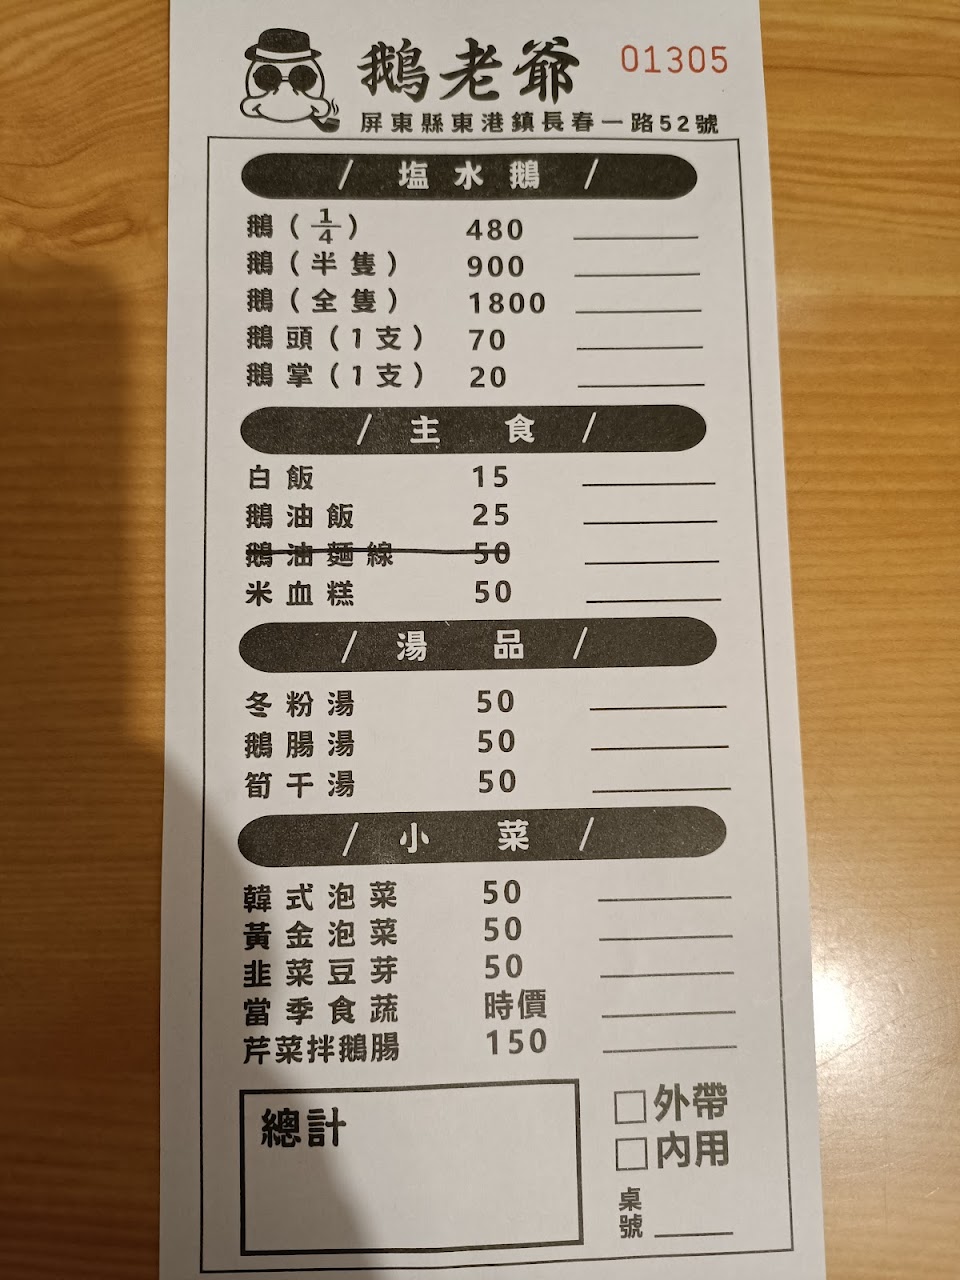 鵝老爺 01305
屏東縣東港鎮長春一路52號
/ 塩水鵝 /
鵝(1/4) 480
鵝(半隻) 900
鵝(全隻) 1800
鵝頭(1支) 70
鵝掌(1支) 20
/ 主食 /
白飯 15
鵝油飯 25
鵝油麵線 50
米血糕 50
/ 湯品 /
冬粉湯 50
鵝腸湯 50
筍干湯 50
/ 小菜 /
韓式泡菜 50
黃金泡菜 50
韭菜豆芽 50
當季食蔬 時價
芹菜拌鵝腸 150
總計
□外帶
□內用
桌號